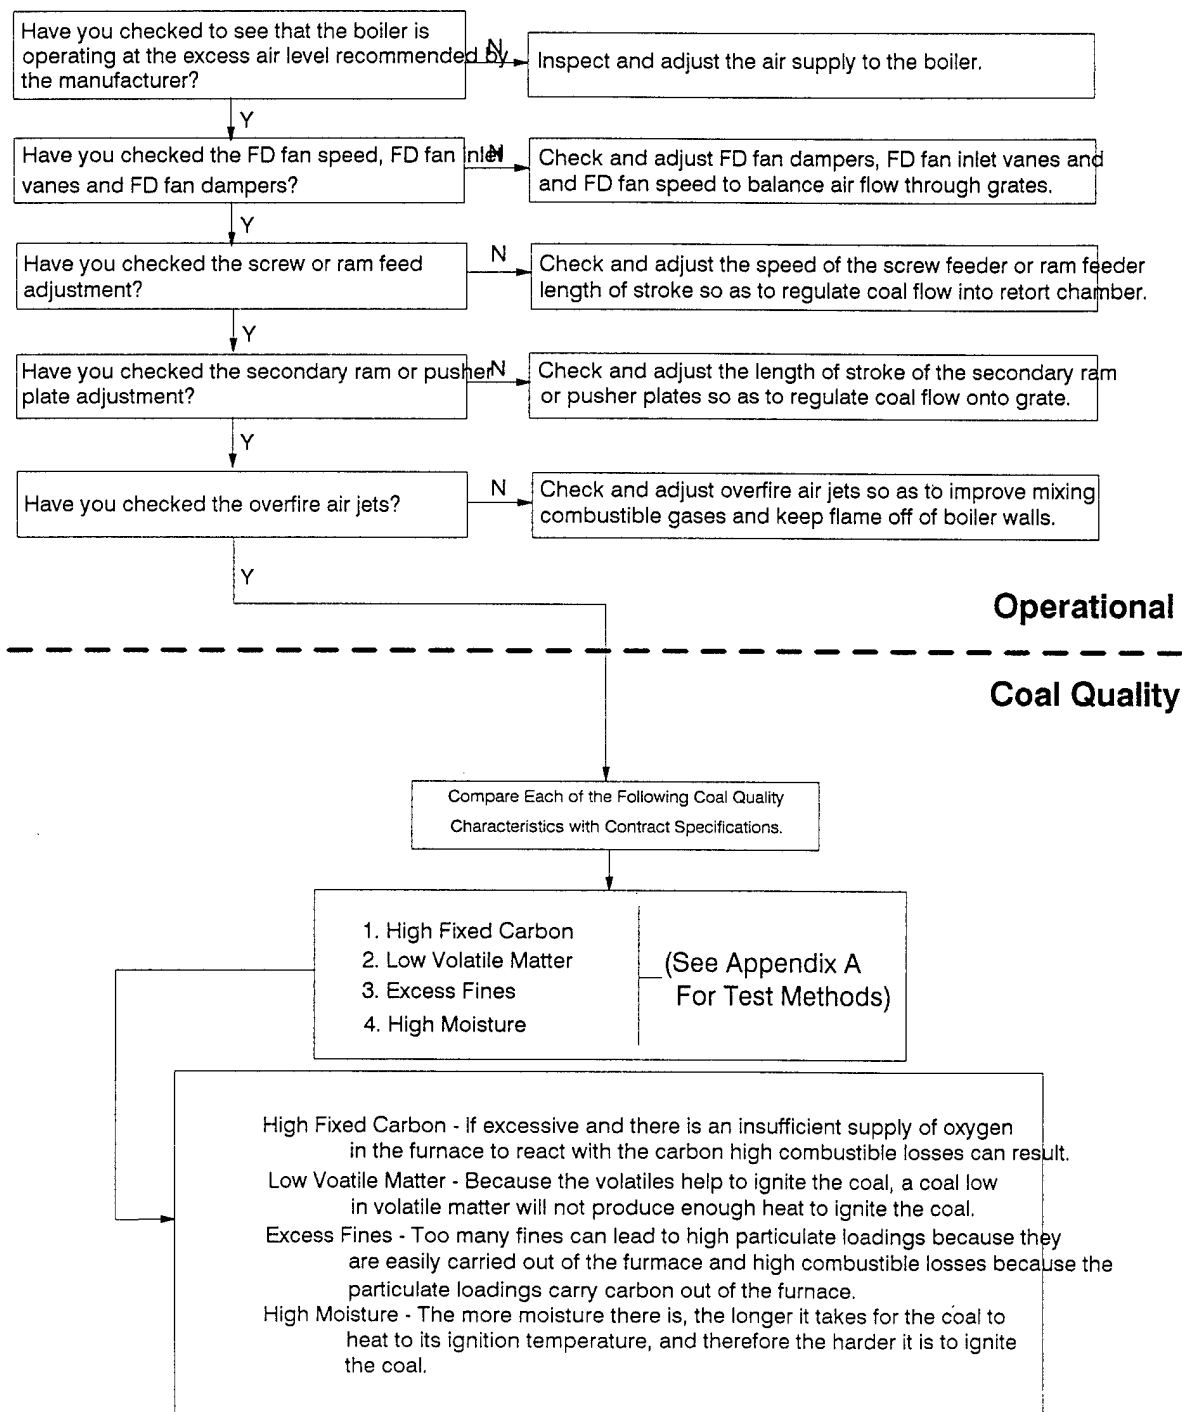 Have you checked to see that the boiler is
operating at the excess air level recommended by
the manufacturer?
N
Inspect and adjust the air supply to the boiler.
Y
Have you checked the FD fan speed, FD fan inlet
vanes and FD fan dampers?
N
Check and adjust FD fan dampers, FD fan inlet vanes and
and FD fan speed to balance air flow through grates.
Y
Have you checked the screw or ram feed
adjustment?
N
Check and adjust the speed of the screw feeder or ram feeder
length of stroke so as to regulate coal flow into retort chamber.
Y
Have you checked the secondary ram or pusher
plate adjustment?
N
Check and adjust the length of stroke of the secondary ram
or pusher plates so as to regulate coal flow onto grate.
Y
Have you checked the overfire air jets?
N
Check and adjust overfire air jets so as to improve mixing
combustible gases and keep flame off of boiler walls.
Y
Operational
Coal Quality
Compare Each of the Following Coal Quality
Characteristics with Contract Specifications.
1. High Fixed Carbon
2. Low Volatile Matter
3. Excess Fines
4. High Moisture
(See Appendix A
For Test Methods)
High Fixed Carbon - If excessive and there is an insufficient supply of oxygen
in the furnace to react with the carbon high combustible losses can result.
Low Voatile Matter - Because the volatiles help to ignite the coal, a coal low
in volatile matter will not produce enough heat to ignite the coal.
Excess Fines - Too many fines can lead to high particulate loadings because they
are easily carried out of the furmace and high combustible losses because the
particulate loadings carry carbon out of the furnace.
High Moisture - The more moisture there is, the longer it takes for the coal to
heat to its ignition temperature, and therefore the harder it is to ignite
the coal.